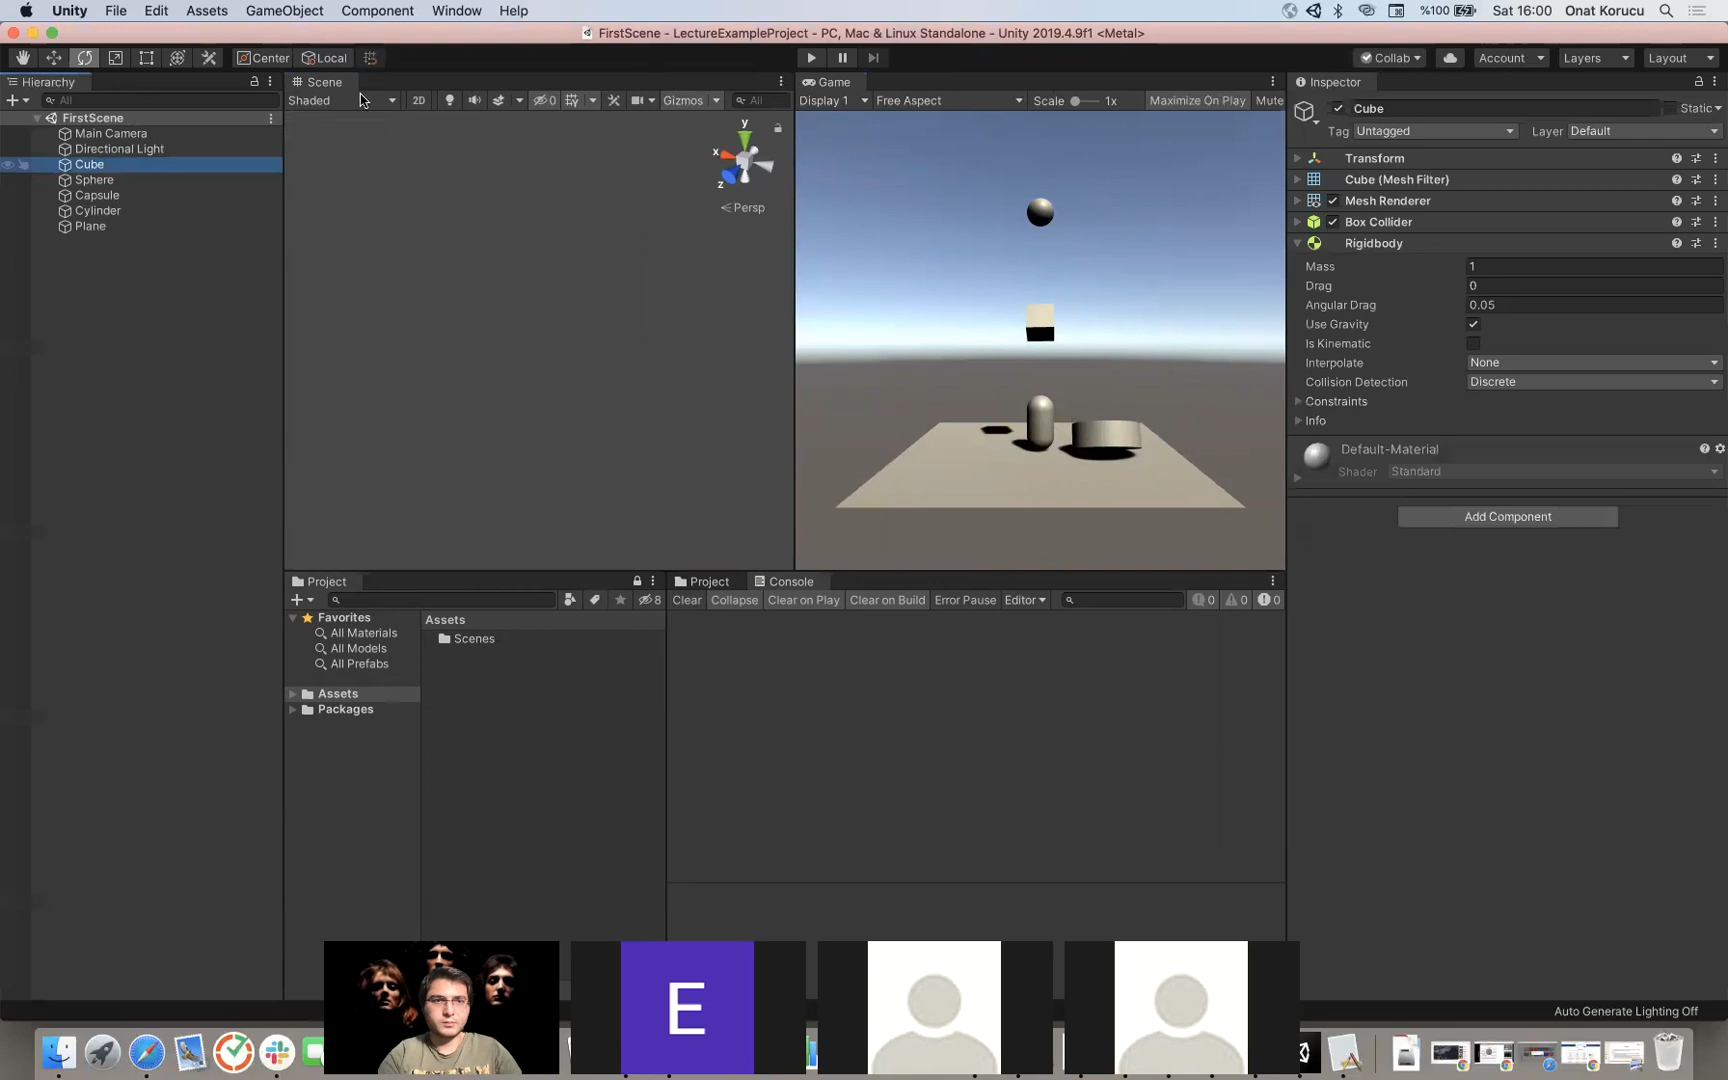 Unity File Edit Assets GameObject Component Window Help %100 Sat 16:00 Onat Korucu
FirstScene - LectureExampleProject - PC, Mac & Linux Standalone - Unity 2019.4.9f1 <Metal>
Center Local Collab Account Layers Layout
Hierarchy
All
FirstScene
Main Camera
Directional Light
Cube
Sphere
Capsule
Cylinder
Plane
Scene
Shaded 2D 0 Gizmos All
y
x
z
Persp
Game
Display 1 Free Aspect Scale 1x Maximize On Play Mute
Inspector
Cube Static
Tag Untagged Layer Default
Transform
Cube (Mesh Filter)
Mesh Renderer
Box Collider
Rigidbody
Mass 1
Drag 0
Angular Drag 0.05
Use Gravity
Is Kinematic
Interpolate None
Collision Detection Discrete
Constraints
Info
Default-Material
Shader Standard
Add Component
Project
8
Favorites
All Materials
All Models
All Prefabs
Assets
Packages
Assets
Scenes
Project Console
Clear Collapse Clear on Play Clear on Build Error Pause Editor 0 0 0
E
Auto Generate Lighting Off